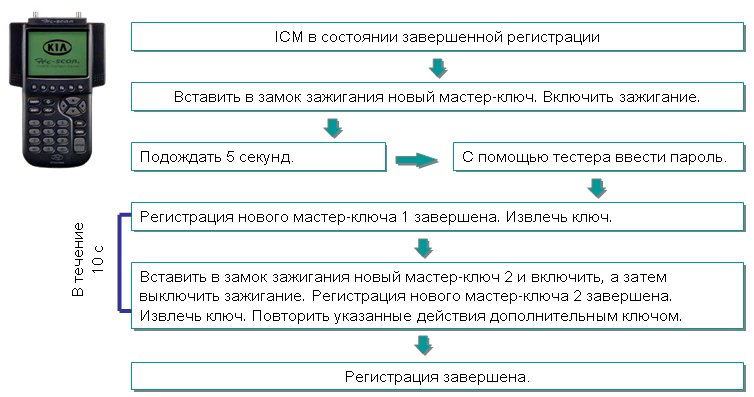 KIA
Hi-scan
ICM в состоянии завершенной регистрации
Вставить в замок зажигания новый мастер-ключ. Включить зажигание.
Подождать 5 секунд.
С помощью тестера ввести пароль.
В течение
10 с
Регистрация нового мастер-ключа 1 завершена. Извлечь ключ.
Вставить в замок зажигания новый мастер-ключ 2 и включить, а затем
выключить зажигание. Регистрация нового мастер-ключа 2 завершена.
Извлечь ключ. Повторить указанные действия дополнительным ключом.
Регистрация завершена.